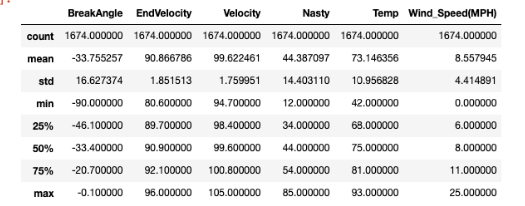 BreakAngle EndVelocity Velocity Nasty Temp Wind_Speed(MPH)
count 1674.000000 1674.000000 1674.000000 1674.000000 1674.000000 1674.000000
mean -33.755257 90.866786 99.622461 44.387097 73.146356 8.557945
std 16.627374 1.851513 1.759951 14.403110 10.956828 4.414891
min -90.000000 80.600000 94.700000 12.000000 42.000000 0.000000
25% -46.100000 89.700000 98.400000 34.000000 68.000000 6.000000
50% -33.400000 90.900000 99.600000 44.000000 75.000000 8.000000
75% -20.700000 92.100000 100.800000 54.000000 81.000000 11.000000
max -0.100000 96.000000 105.000000 85.000000 93.000000 25.000000